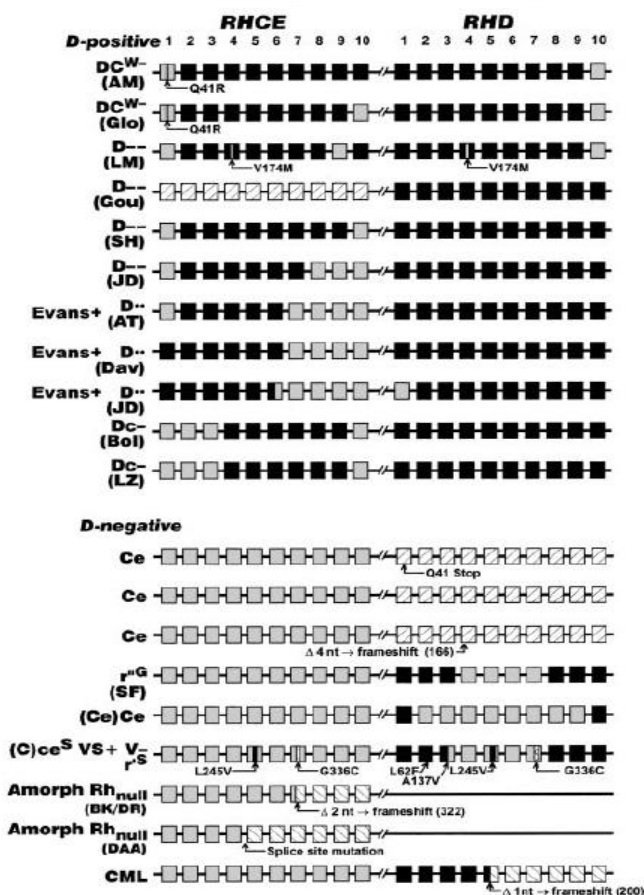 RHCE RHD
D-positive 1 2 3 4 5 6 7 8 9 10 1 2 3 4 5 6 7 8 9 10
DCW-
(AM)
Q41R
DCW-
(Glo)
Q41R
D--
(LM)
V174M V174M
D--
(Gou)
D--
(SH)
D--
(JD)
Evans+ D••
(AT)
Evans+ D••
(Dav)
Evans+ D••
(JD)
Dc-
(Bol)
Dc-
(LZ)
D-negative
Ce
Q41 Stop
Ce
Ce
Δ 4nt → frameshift (166)
r"G
(SF)
(Ce)Ce
(C)ceS VS+ V-
r'S
L245V G336C L62F A137V L245V G336C
Amorph Rhnull
(BK/DR)
Δ 2 nt → frameshift (322)
Amorph Rhnull
(DAA)
Splice site mutation
CML
Δ 1nt → frameshift (200)